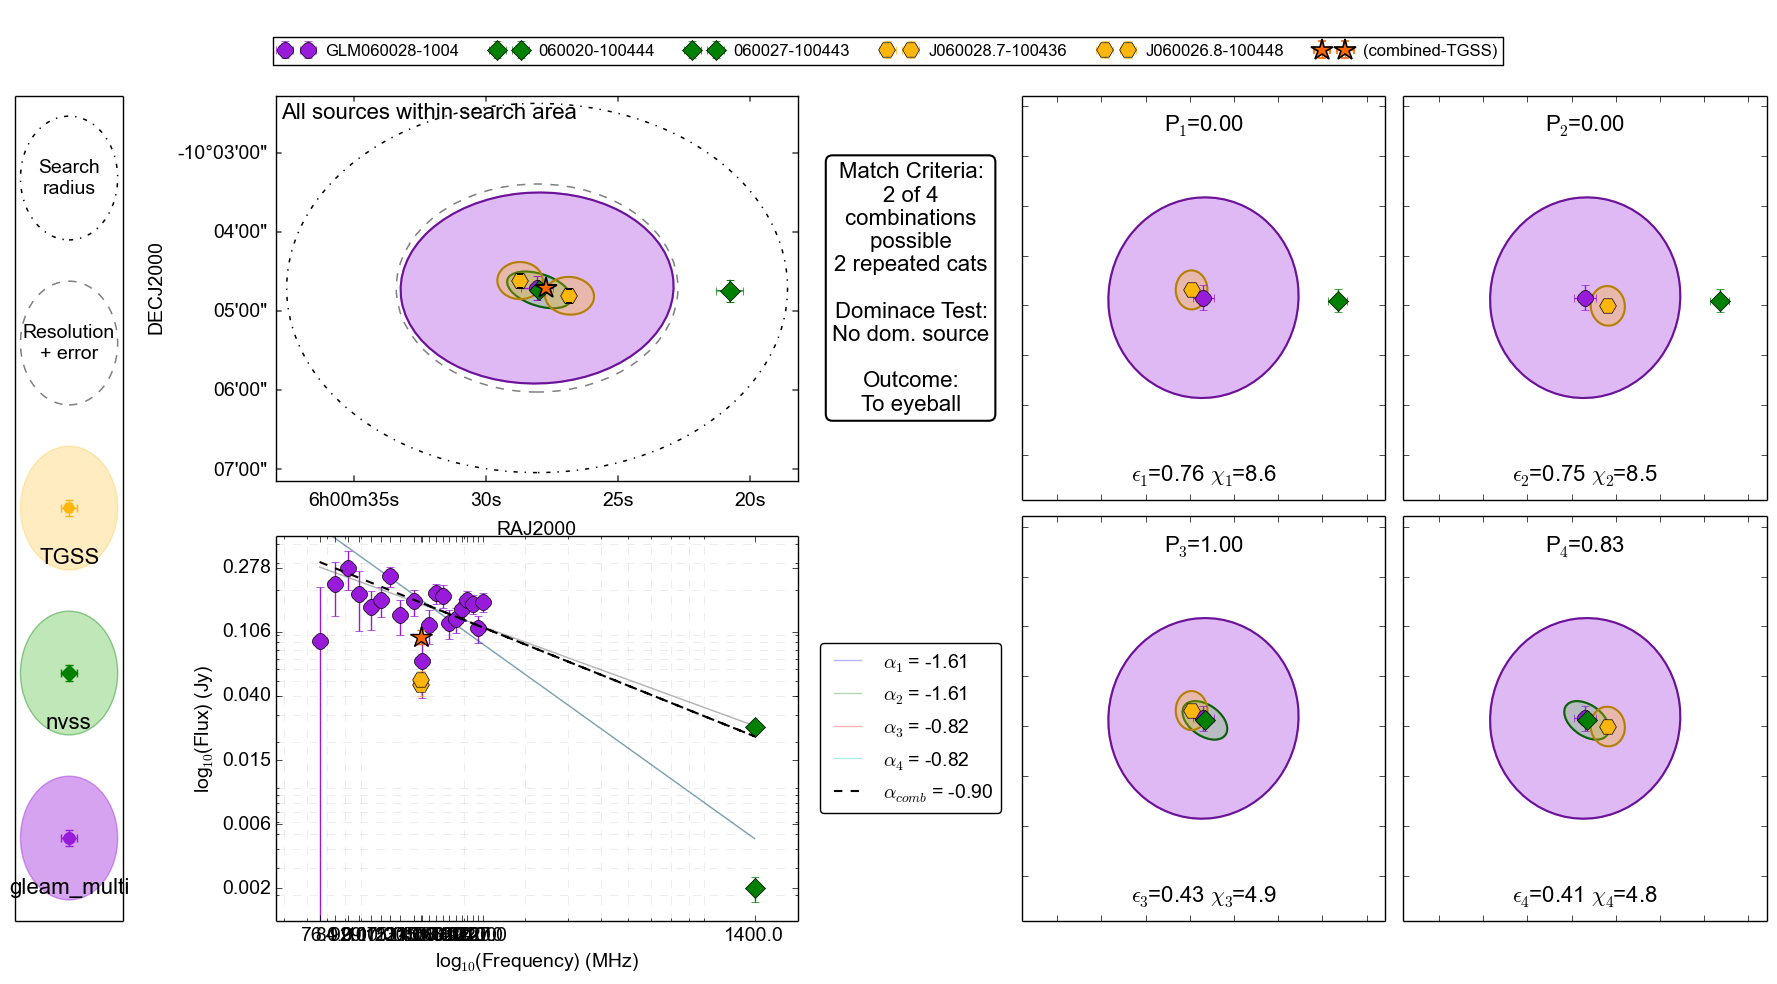 GLM060028-1004 060020-100444 060027-100443 J060028.7-100436 J060026.8-100448 (combined-TGSS)
Search
radius
Resolution
+ error
TGSS
nvss
gleam_multi
All sources within search area
DECJ2000
-10°03'00"
04'00"
05'00"
06'00"
07'00"
6h00m35s 30s 25s 20s
RAJ2000
Match Criteria:
2 of 4
combinations
possible
2 repeated cats
Dominace Test:
No dom. source
Outcome:
To eyeball
P1=0.00
ϵ1=0.76 χ1=8.6
P2=0.00
ϵ2=0.75 χ2=8.5
log10(Flux) (Jy)
0.278
0.106
0.040
0.015
0.006
0.002
1400.0
log10(Frequency) (MHz)
α1 = -1.61
α2 = -1.61
α3 = -0.82
α4 = -0.82
αcomb = -0.90
P3=1.00
ϵ3=0.43 χ3=4.9
P4=0.83
ϵ4=0.41 χ4=4.8